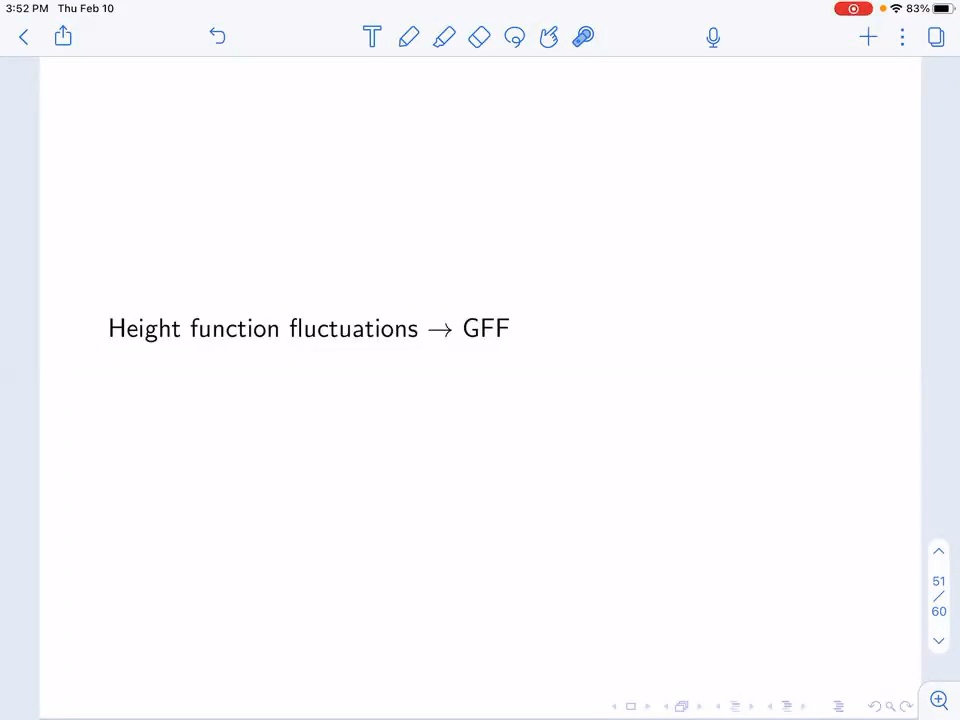 3:52 PM Thu Feb 10
83%
Height function fluctuations → GFF
51
/
60